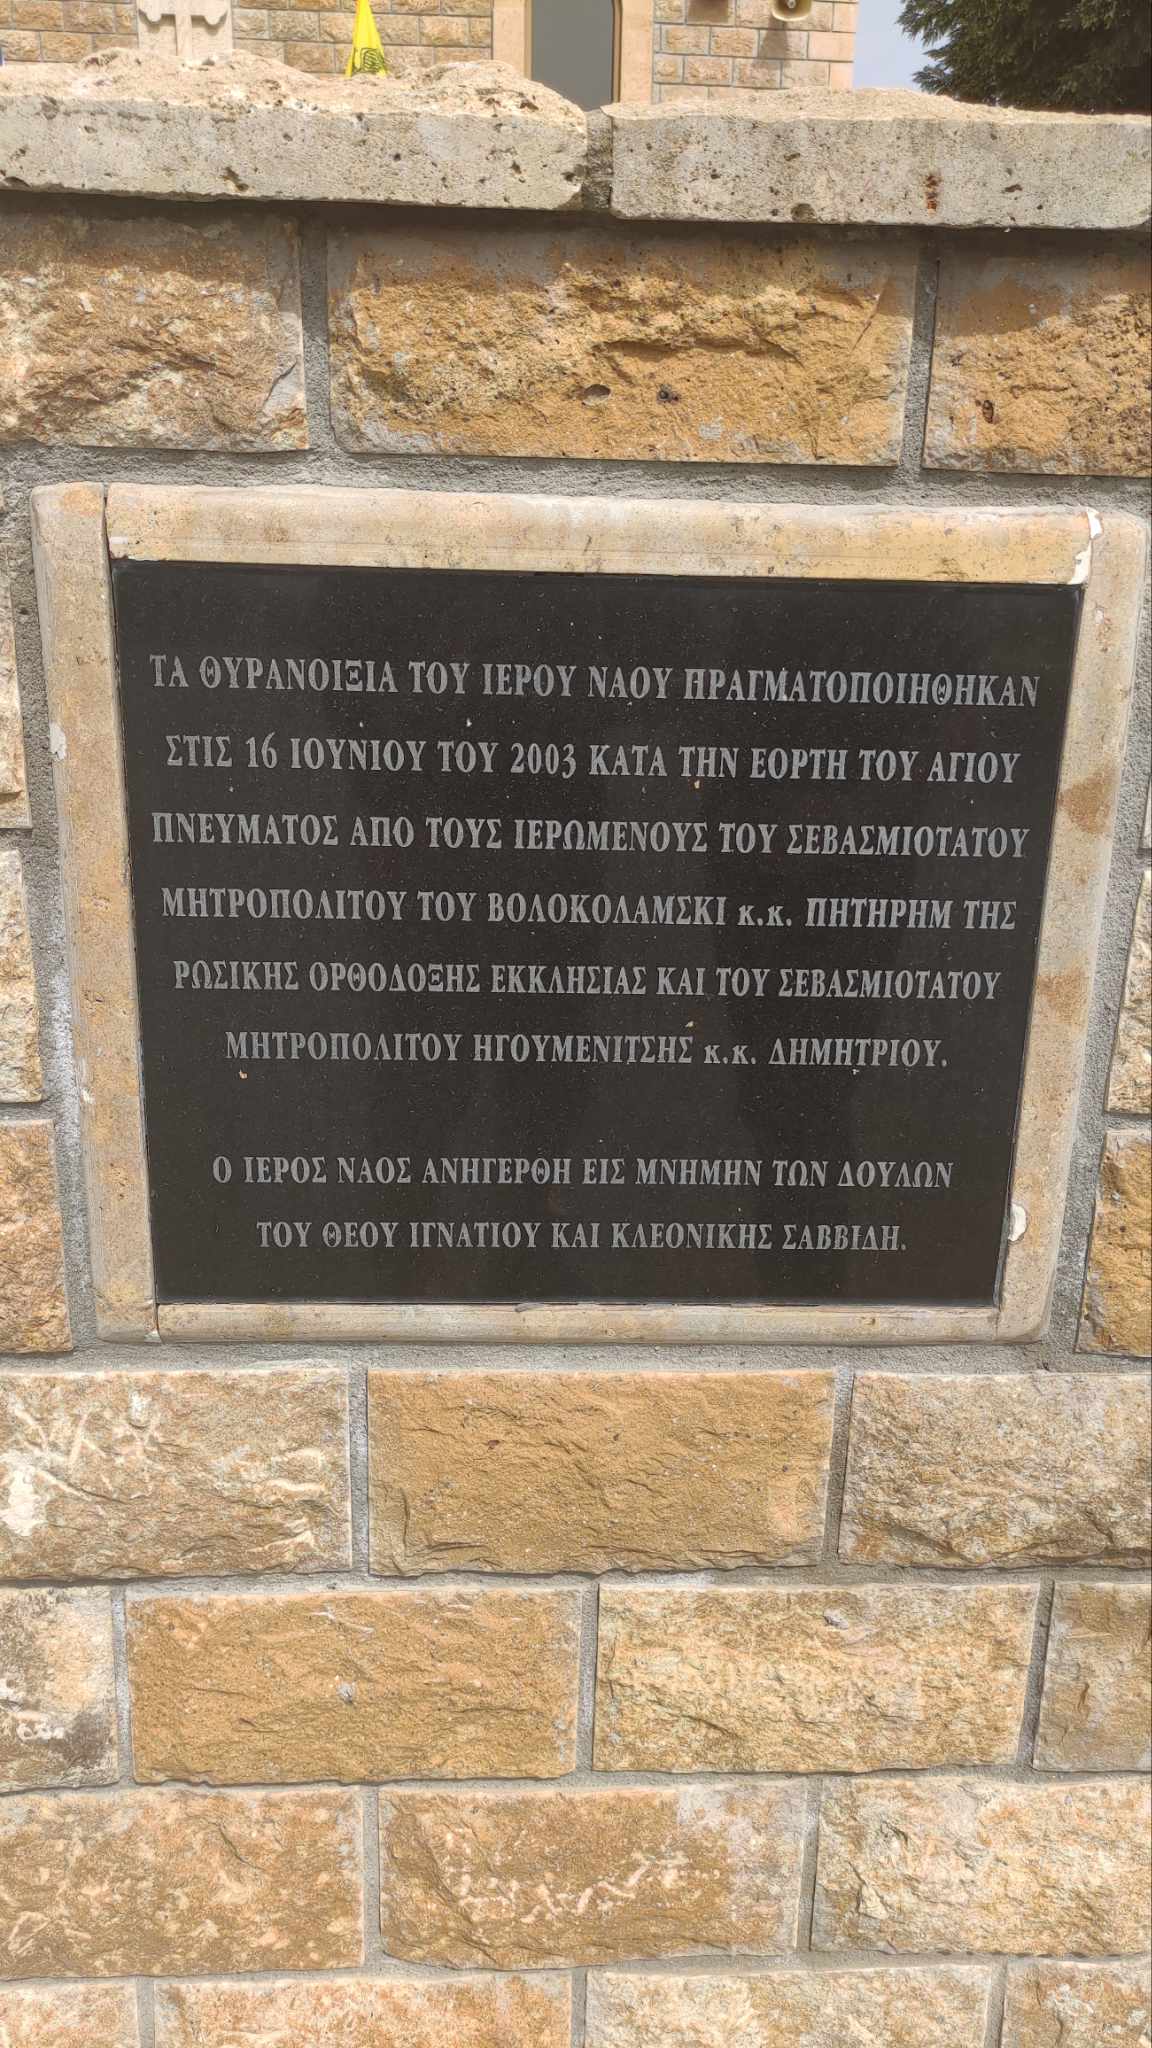 ΤΑ ΘΥΡΑΝΟΙΞΙΑ ΤΟΥ ΙΕΡΟΥ ΝΑΟΥ ΠΡΑΓΜΑΤΟΠΟΙΗΘΗΚΑΝ
ΣΤΙΣ 16 ΙΟΥΝΙΟΥ ΤΟΥ 2003 ΚΑΤΑ ΤΗΝ ΕΟΡΤΗ ΤΟΥ ΑΓΙΟΥ
ΠΝΕΥΜΑΤΟΣ ΑΠΟ ΤΟΥΣ ΙΕΡΩΜΕΝΟΥΣ ΤΟΥ ΣΕΒΑΣΜΙΟΤΑΤΟΥ
ΜΗΤΡΟΠΟΛΙΤΟΥ ΤΟΥ ΒΟΛΟΚΟΛΑΜΣΚΙ κ.κ. ΠΗΤΗΡΗΜ ΤΗΣ
ΡΩΣΙΚΗΣ ΟΡΘΟΔΟΞΗΣ ΕΚΚΛΗΣΙΑΣ ΚΑΙ ΤΟΥ ΣΕΒΑΣΜΙΟΤΑΤΟΥ
ΜΗΤΡΟΠΟΛΙΤΟΥ ΗΓΟΥΜΕΝΙΤΣΗΣ κ.κ. ΔΗΜΗΤΡΙΟΥ.
Ο ΙΕΡΟΣ ΝΑΟΣ ΑΝΗΓΕΡΘΗ ΕΙΣ ΜΝΗΜΗΝ ΤΩΝ ΔΟΥΛΩΝ
ΤΟΥ ΘΕΟΥ ΙΓΝΑΤΙΟΥ ΚΑΙ ΚΛΕΟΝΙΚΗΣ ΣΑΒΒΙΔΗ.